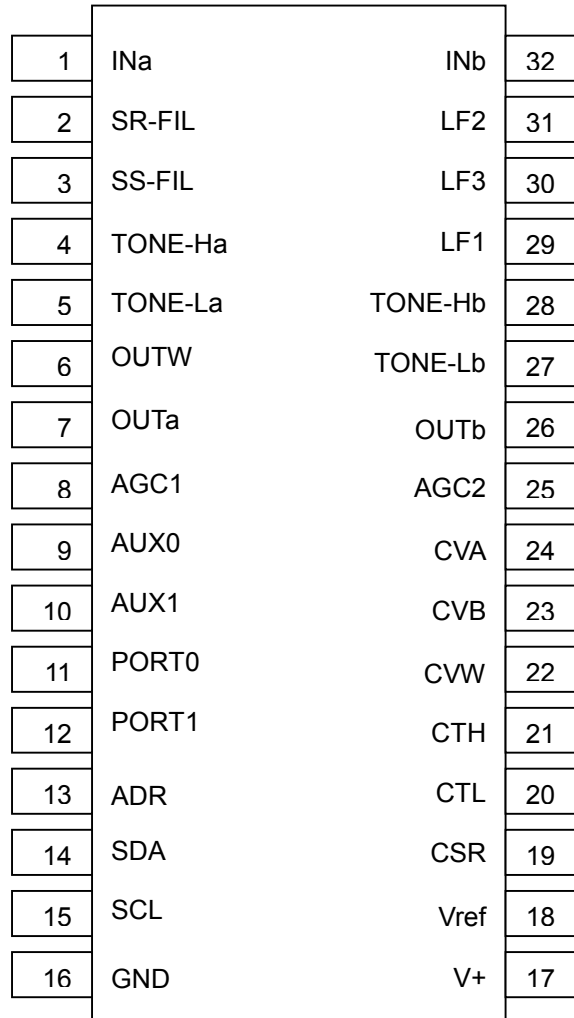 1 INa INb 32
2 SR-FIL LF2 31
3 SS-FIL LF3 30
4 TONE-Ha LF1 29
5 TONE-La TONE-Hb 28
6 OUTW TONE-Lb 27
7 OUTa OUTb 26
8 AGC1 AGC2 25
9 AUX0 CVA 24
10 AUX1 CVB 23
11 PORT0 CVW 22
12 PORT1 CTH 21
13 ADR CTL 20
14 SDA CSR 19
15 SCL Vref 18
16 GND V+ 17